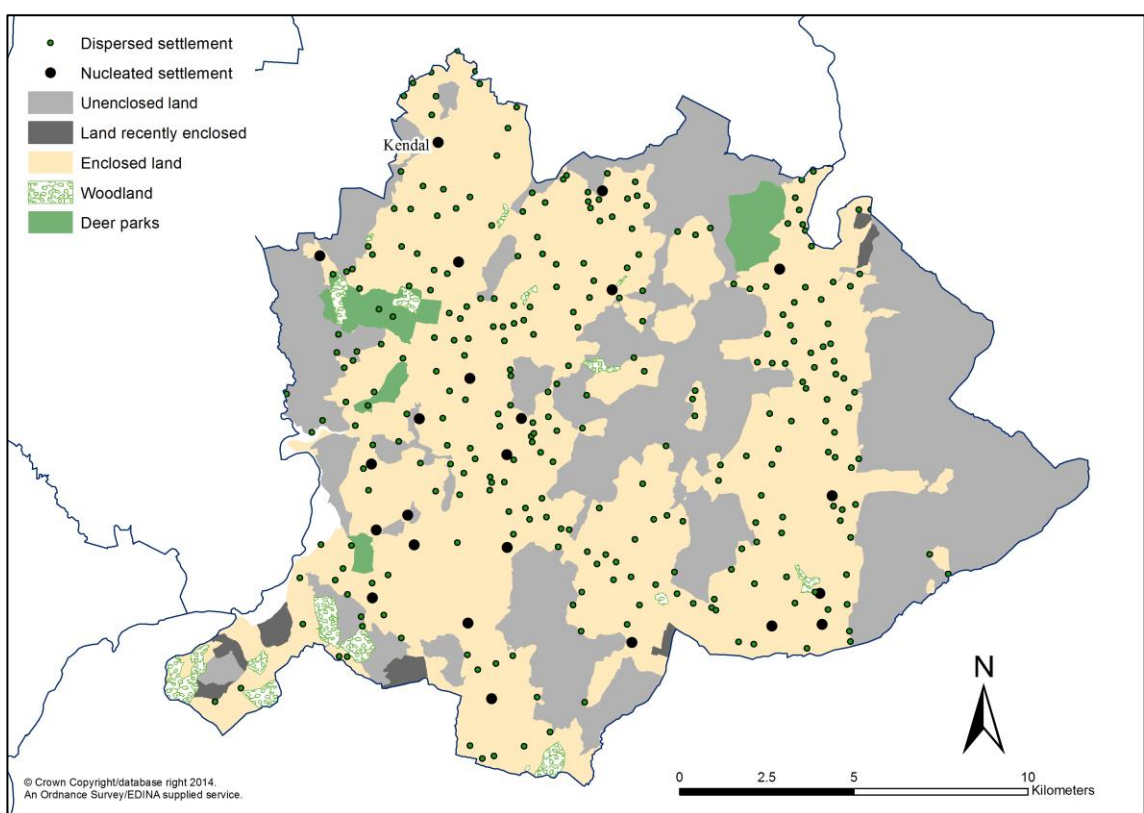 Dispersed settlement
Nucleated settlement
Unenclosed land
Land recently enclosed
Enclosed land
Woodland
Deer parks
Kendal
N
0 2.5 5 10
Kilometers
© Crown Copyright/database right 2014.
An Ordnance Survey/EDINA supplied service.